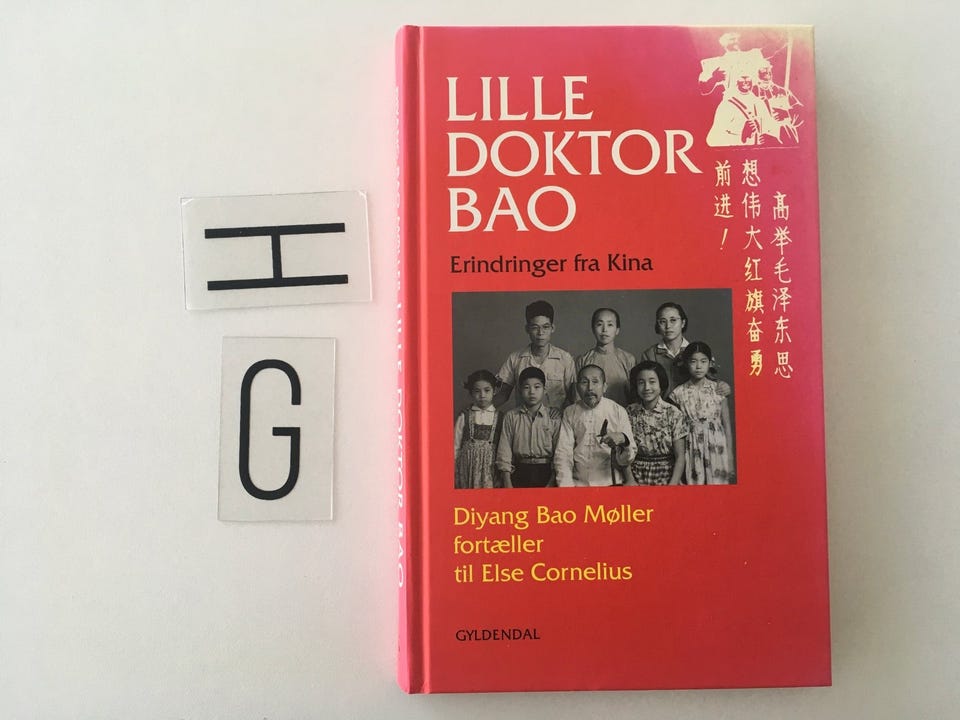 H
G
LILLE
DOKTOR
BAO
Erindringer fra Kina
高举毛泽东思
想伟大红旗奋勇
前进！
Diyang Bao Møller
fortæller
til Else Cornelius
GYLDENDAL
LILLE DOKTOR BAO